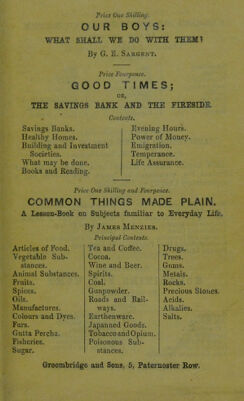 Price One Shilling.
OUR BOYS:
WHAT SHALL WE DO WITH THEM?
By G. E. Sargent.
Price Fourpence.
GOOD TIMES;
OR,
THE SAVINGS BANK AND THE FIRESIDE.
Contents.
Savings Banks.
Healthy Homes.
Building and Investment
Societies.
What may be done.
Books and Reading.
Evening Hours.
Power of Money.
Emigration.
Temperance.
Life Assurance.
Price One Shilling and Fourpence.
COMMON THINGS MADE PLAIN.
A Lesson-Book on Subjects familiar to Everyday Life.
By James Menzies.
Principal Contents.
Articles of Food.
Vegetable Sub-
stances.
Animal Substances.
Fruits.
Spices.
Oils.
Manufactures.
Colours and Dyes.
Furs.
Gutta Percha.
Fisheries.
Sugar.
Tea and Coffee.
Cocoa.
Wine and Beer.
Spirits.
Coal.
Gunpowder.
Roads and Rail-
ways.
Earthenware.
Japanned Goods.
Tobacco and Opium.
Poisonous Sub-
stances.
Drugs.
Trees.
Gums.
Metals.
Rocks.
Precious Stones.
Acids.
Alkalies.
Salts.
Groombridge and Sons, 5, Paternoster Row.